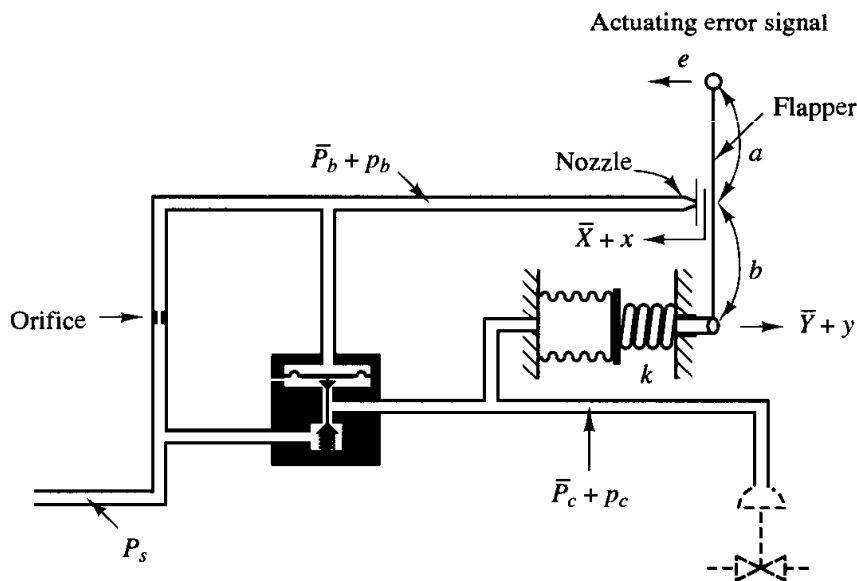 Actuating error signal
e
Flapper
a
P̅b + pb
Nozzle
X̅ + x
b
Orifice
Y̅ + y
k
P̅c + pc
Ps